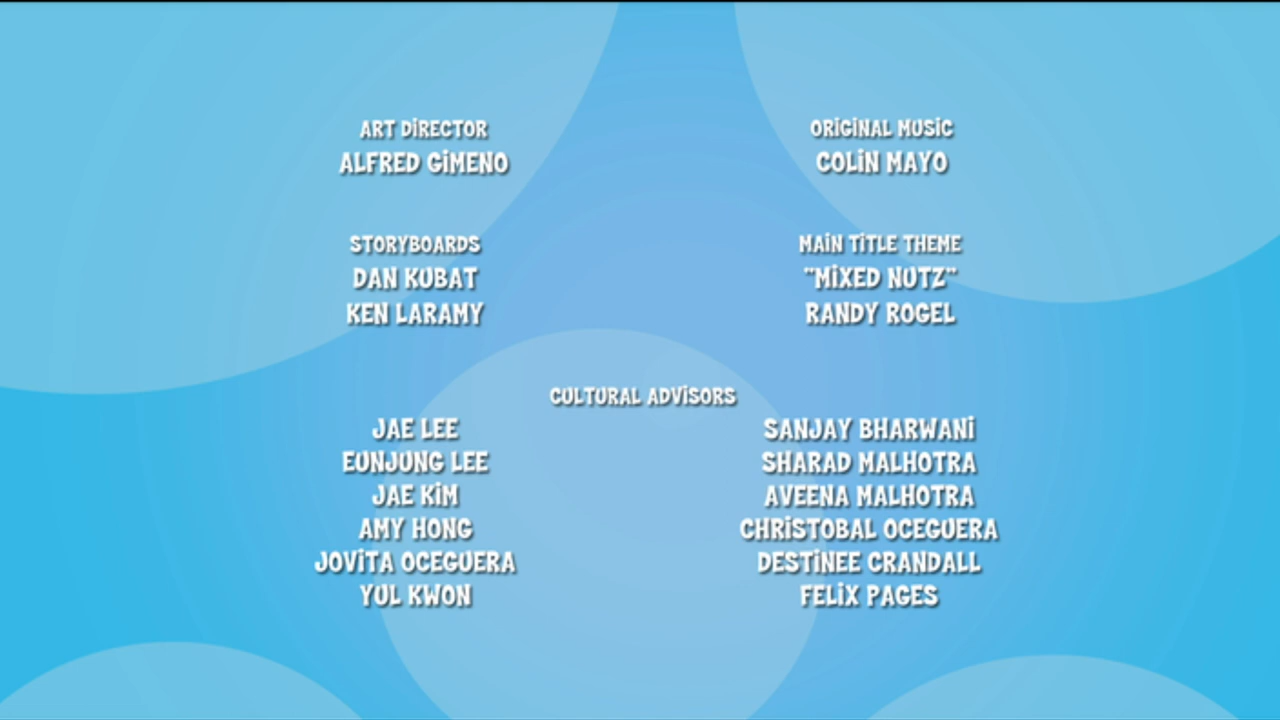 ART DiRECTOR
ALFRED GiMENO
ORiGiNAL MUSiC
COLiN MAYO
STORYBOARDS
DAN KUBAT
KEN LARAMY
MAiN TiTLE THEME
"MiXED NUTZ"
RANDY ROGEL
CULTURAL ADViSORS
JAE LEE
EUNJUNG LEE
JAE KiM
AMY HONG
JOViTA OCEGUERA
YUL KWON
SANJAY BHARWANi
SHARAD MALHOTRA
AVEENA MALHOTRA
CHRiSTOBAL OCEGUERA
DESTiNEE CRANDALL
FELiX PAGES